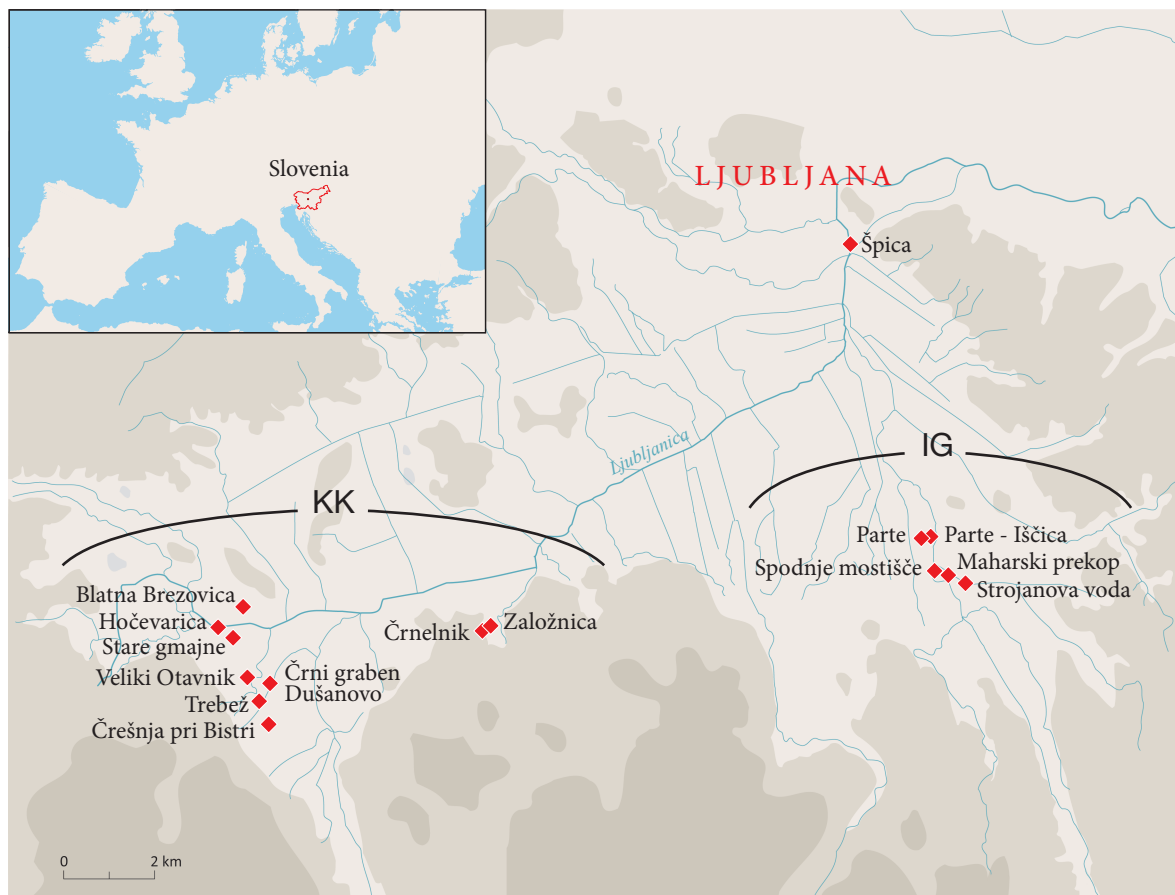 Slovenia
LJUBLJANA
Špica
Ljubljanica
IG
KK
Parte
Parte - Iščica
Spodnje mostišče
Maharski prekop
Strojanova voda
Blatna Brezovica
Hočevarica
Stare gmajne
Črnelnik
Založnica
Veliki Otavnik
Črni graben
Dušanovo
Trebež
Črešnja pri Bistri
0 2 km